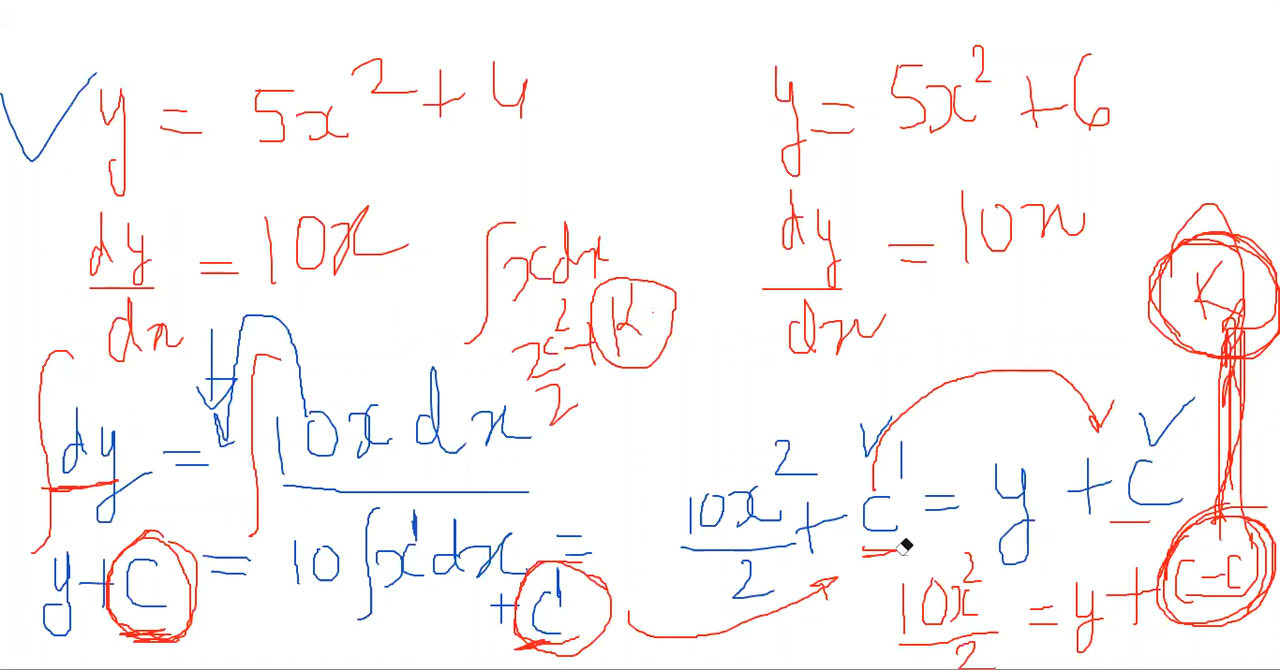 y = 5x² + 4
y = 5x² + 6
dy/dx = 10x
∫x dx
x²/2 + K
dy/dx = 10x
K
∫dy = ∫10x dx
y + C = 10∫x¹dx + C' =
10x²/2 + C' = y + C
10x²/2 = y + C - C